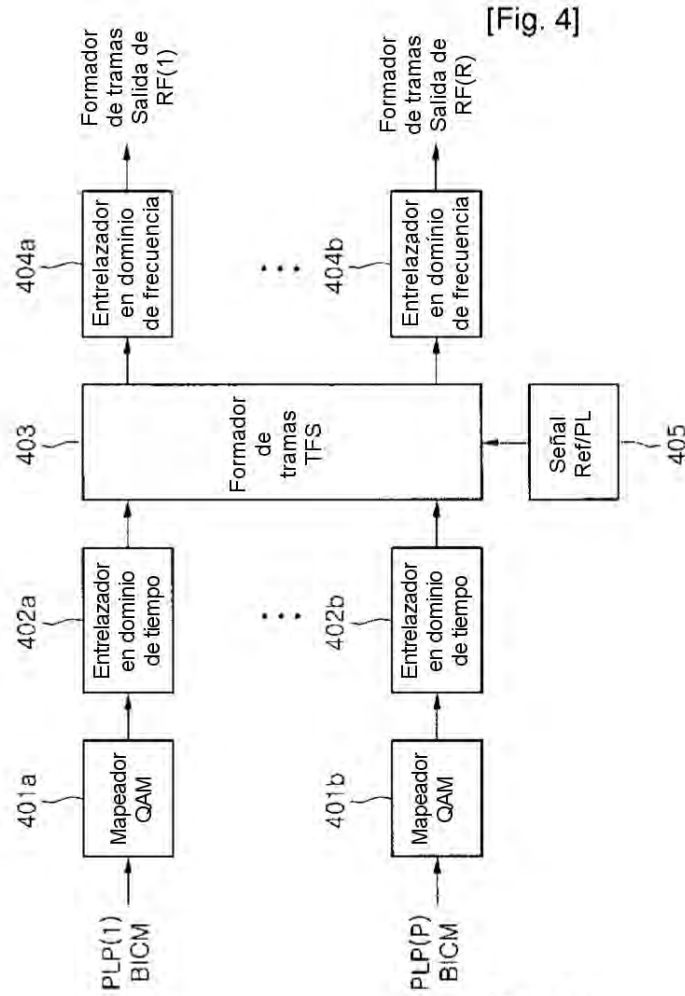 [Fig. 4]
PLP(1)
BICM
401a
Mapeador
QAM
402a
Entrelazador
en dominio
de tiempo
403
Formador
de
tramas
TFS
404a
Entrelazador
en dominio
de frecuencia
Formador
de tramas
Salida de
RF(1)
PLP(P)
BICM
401b
Mapeador
QAM
402b
Entrelazador
en dominio
de tiempo
404b
Entrelazador
en domínio
de frecuencia
Formador
de tramas
Salida de
RF(R)
Señal
Ref/PL
405